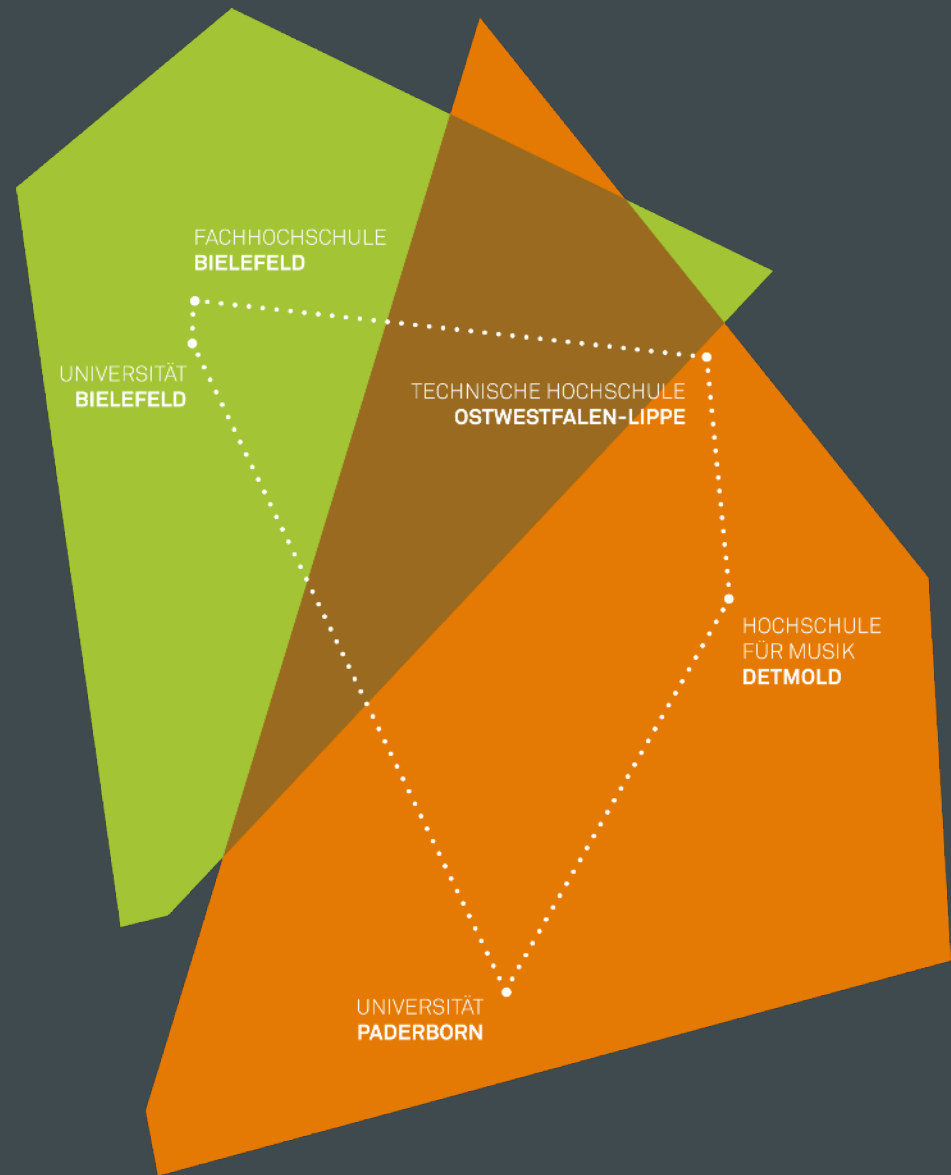 FACHHOCHSCHULE
BIELEFELD
UNIVERSITÄT
BIELEFELD
TECHNISCHE HOCHSCHULE
OSTWESTFALEN-LIPPE
HOCHSCHULE
FÜR MUSIK
DETMOLD
UNIVERSITÄT
PADERBORN